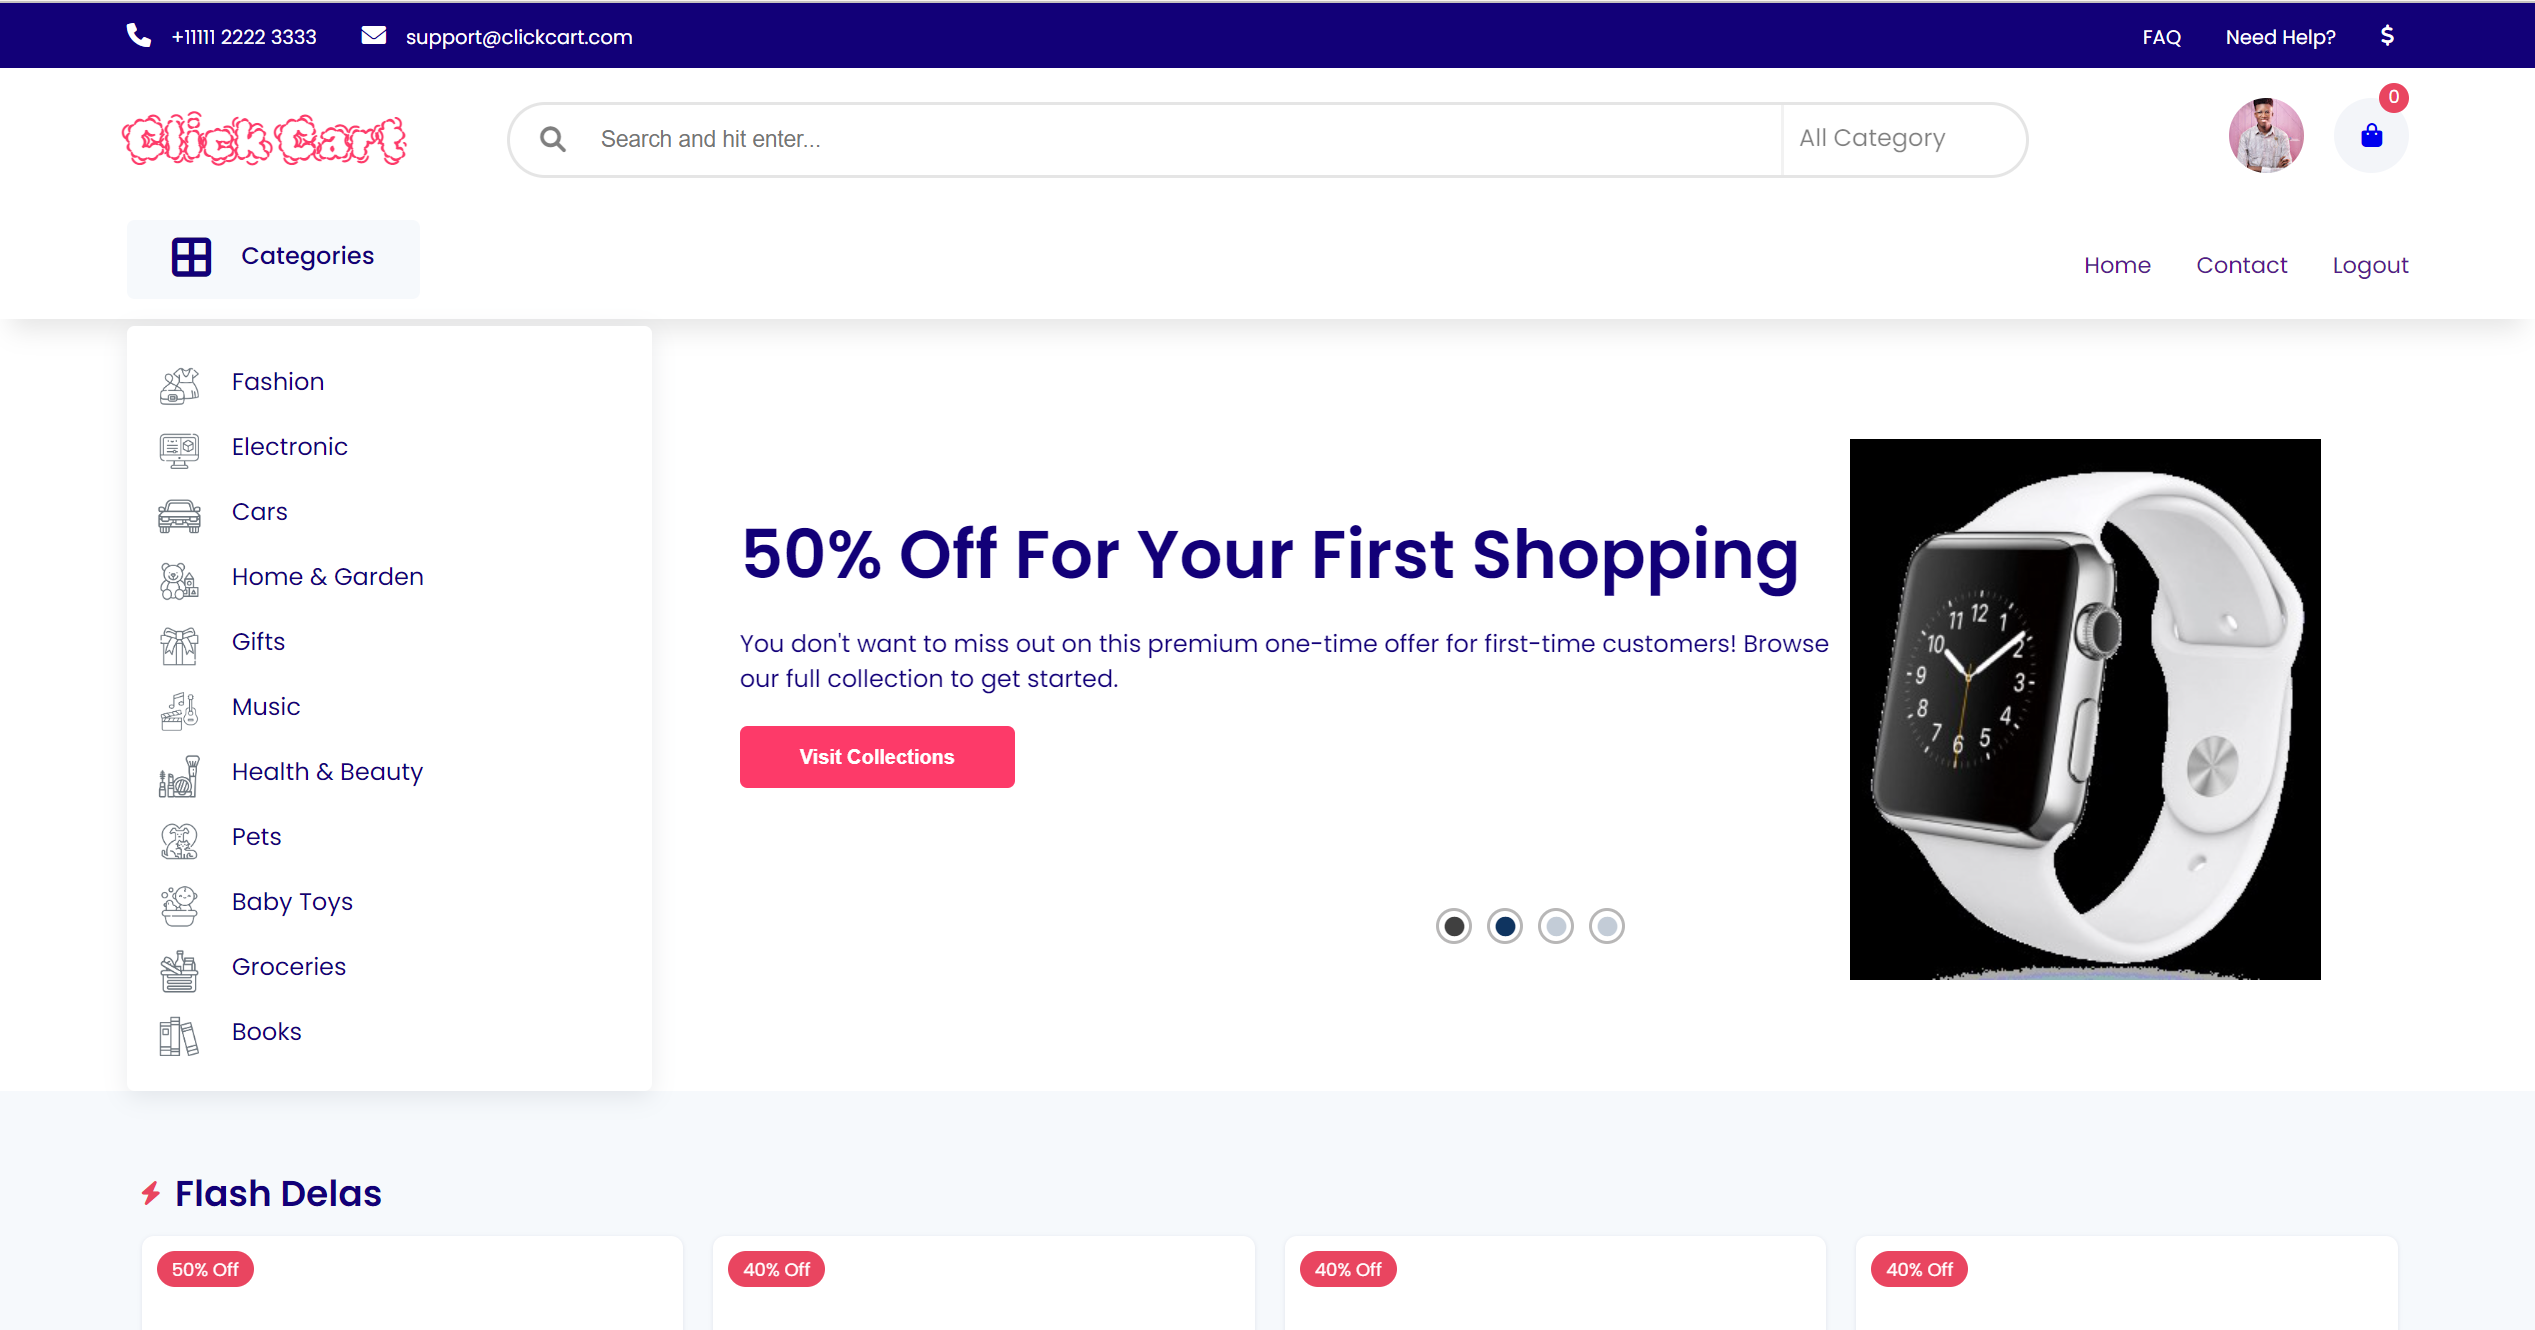 +11111 2222 3333 support@clickcart.com FAQ Need Help? $
Click Cart Search and hit enter... All Category 0
Categories Home Contact Logout
Fashion
Electronic
Cars
Home & Garden
Gifts
Music
Health & Beauty
Pets
Baby Toys
Groceries
Books
50% Off For Your First Shopping
You don't want to miss out on this premium one-time offer for first-time customers! Browse
our full collection to get started.
Visit Collections
11 12 1
10 2
9 3
8 4
7 6 5
Flash Delas
50% Off 40% Off 40% Off 40% Off